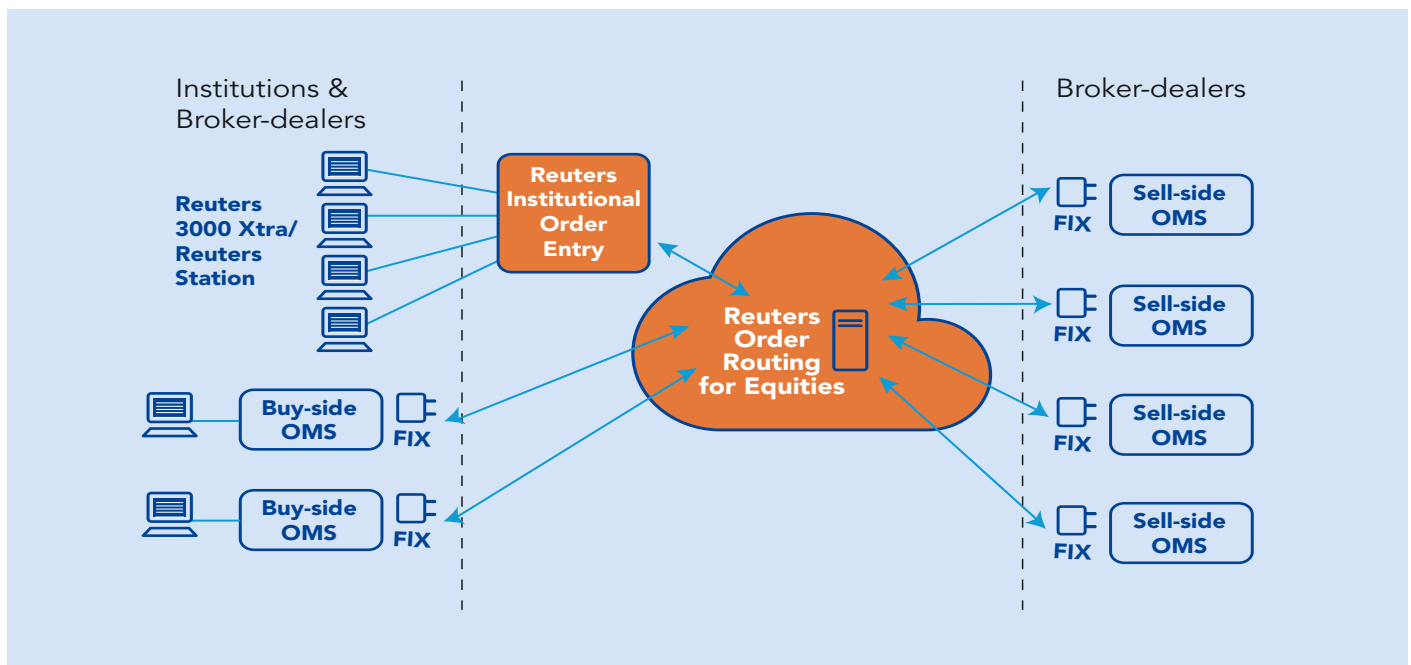 Institutions &
Broker-dealers
Broker-dealers
Reuters
3000 Xtra/
Reuters
Station
Reuters
Institutional
Order
Entry
Reuters
Order
Routing
for Equities
Buy-side
OMS
FIX
Buy-side
OMS
FIX
FIX
Sell-side
OMS
FIX
Sell-side
OMS
FIX
Sell-side
OMS
FIX
Sell-side
OMS